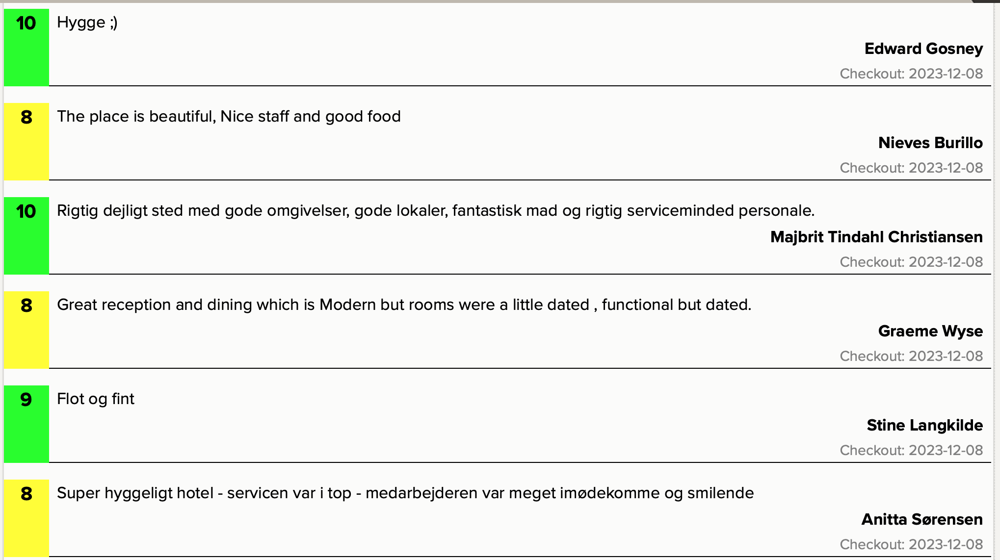 10 Hygge ;)
Edward Gosney
Checkout: 2023-12-08
8 The place is beautiful, Nice staff and good food
Nieves Burillo
Checkout: 2023-12-08
10 Rigtig dejligt sted med gode omgivelser, gode lokaler, fantastisk mad og rigtig serviceminded personale.
Majbrit Tindahl Christiansen
Checkout: 2023-12-08
8 Great reception and dining which is Modern but rooms were a little dated , functional but dated.
Graeme Wyse
Checkout: 2023-12-08
9 Flot og fint
Stine Langkilde
Checkout: 2023-12-08
8 Super hyggeligt hotel - servicen var i top - medarbejderen var meget imødekomme og smilende
Anitta Sørensen
Checkout: 2023-12-08